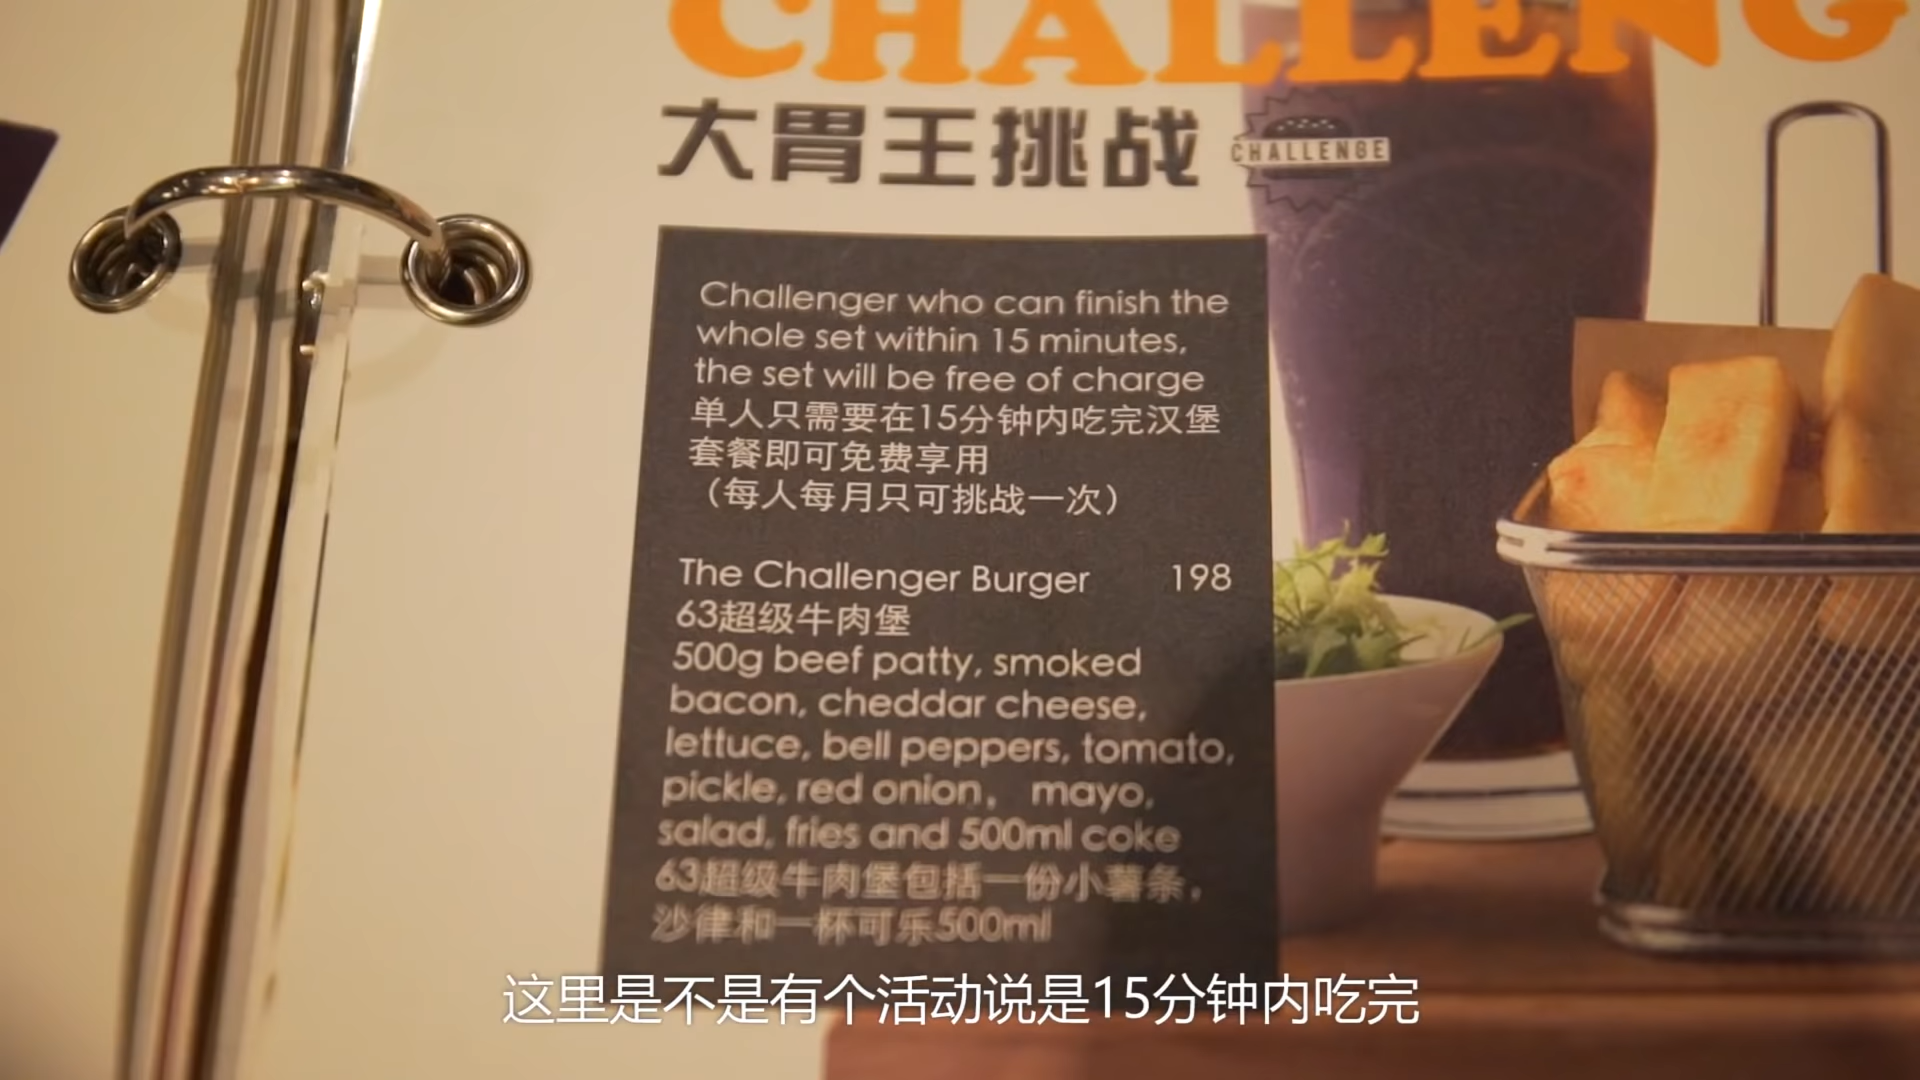 CHALLENG
大胃王挑战
CHALLENGE
Challenger who can finish the
whole set within 15 minutes,
the set will be free of charge
单人只需要在15分钟内吃完汉堡
套餐即可免费享用
（每人每月只可挑战一次）
The Challenger Burger 198
63超级牛肉堡
500g beef patty, smoked
bacon, cheddar cheese,
lettuce, bell peppers, tomato,
pickle, red onion， mayo,
salad, fries and 500ml coke
63超级牛肉堡包括一份小薯条，
沙律和一杯可乐500ml
这里是不是有个活动说是15分钟内吃完